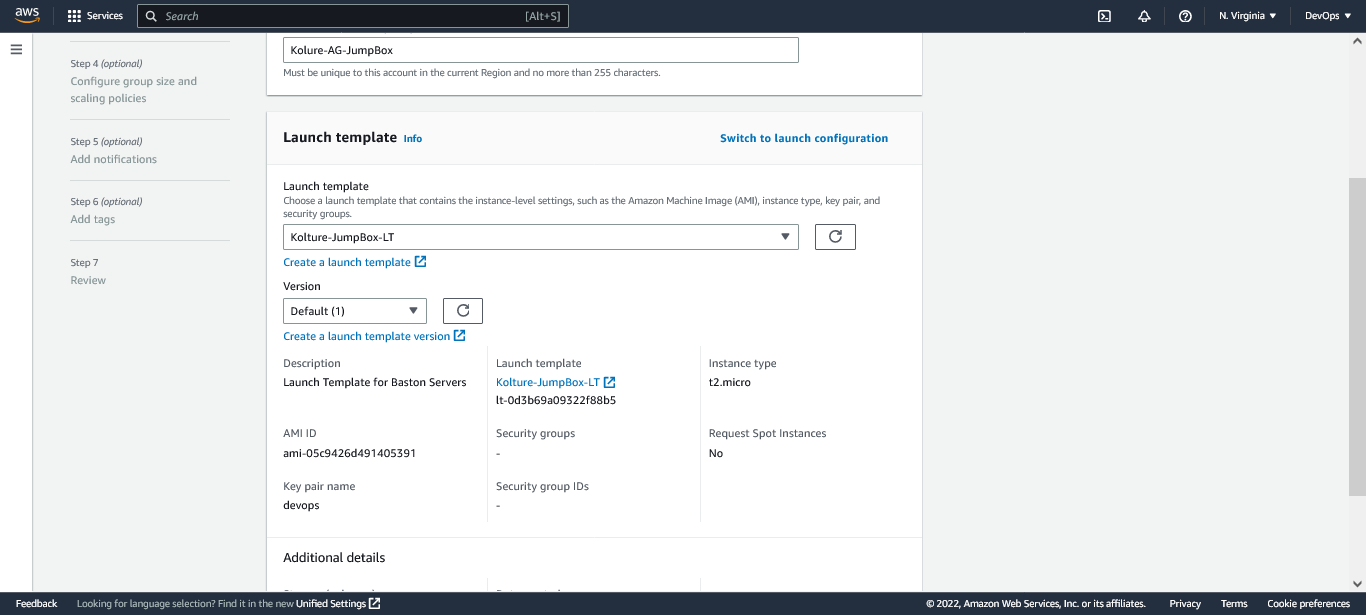 aws
Services
Search
[Alt+S]
N. Virginia
DevOps
Step 4 (optional)
Configure group size and
scaling policies
Step 5 (optional)
Add notifications
Step 6 (optional)
Add tags
Step 7
Review
Kolure-AG-JumpBox
Must be unique to this account in the current Region and no more than 255 characters.
Launch template Info
Switch to launch configuration
Launch template
Choose a launch template that contains the instance-level settings, such as the Amazon Machine Image (AMI), instance type, key pair, and
security groups.
Kolture-JumpBox-LT
Create a launch template
Version
Default (1)
Create a launch template version
Description
Launch Template for Baston Servers
Launch template
Kolture-JumpBox-LT
lt-0d3b69a09322f88b5
Instance type
t2.micro
AMI ID
ami-05c9426d491405391
Security groups
-
Request Spot Instances
No
Key pair name
devops
Security group IDs
-
Additional details
Feedback
Looking for language selection? Find it in the new Unified Settings
© 2022, Amazon Web Services, Inc. or its affiliates.
Privacy
Terms
Cookie preferences